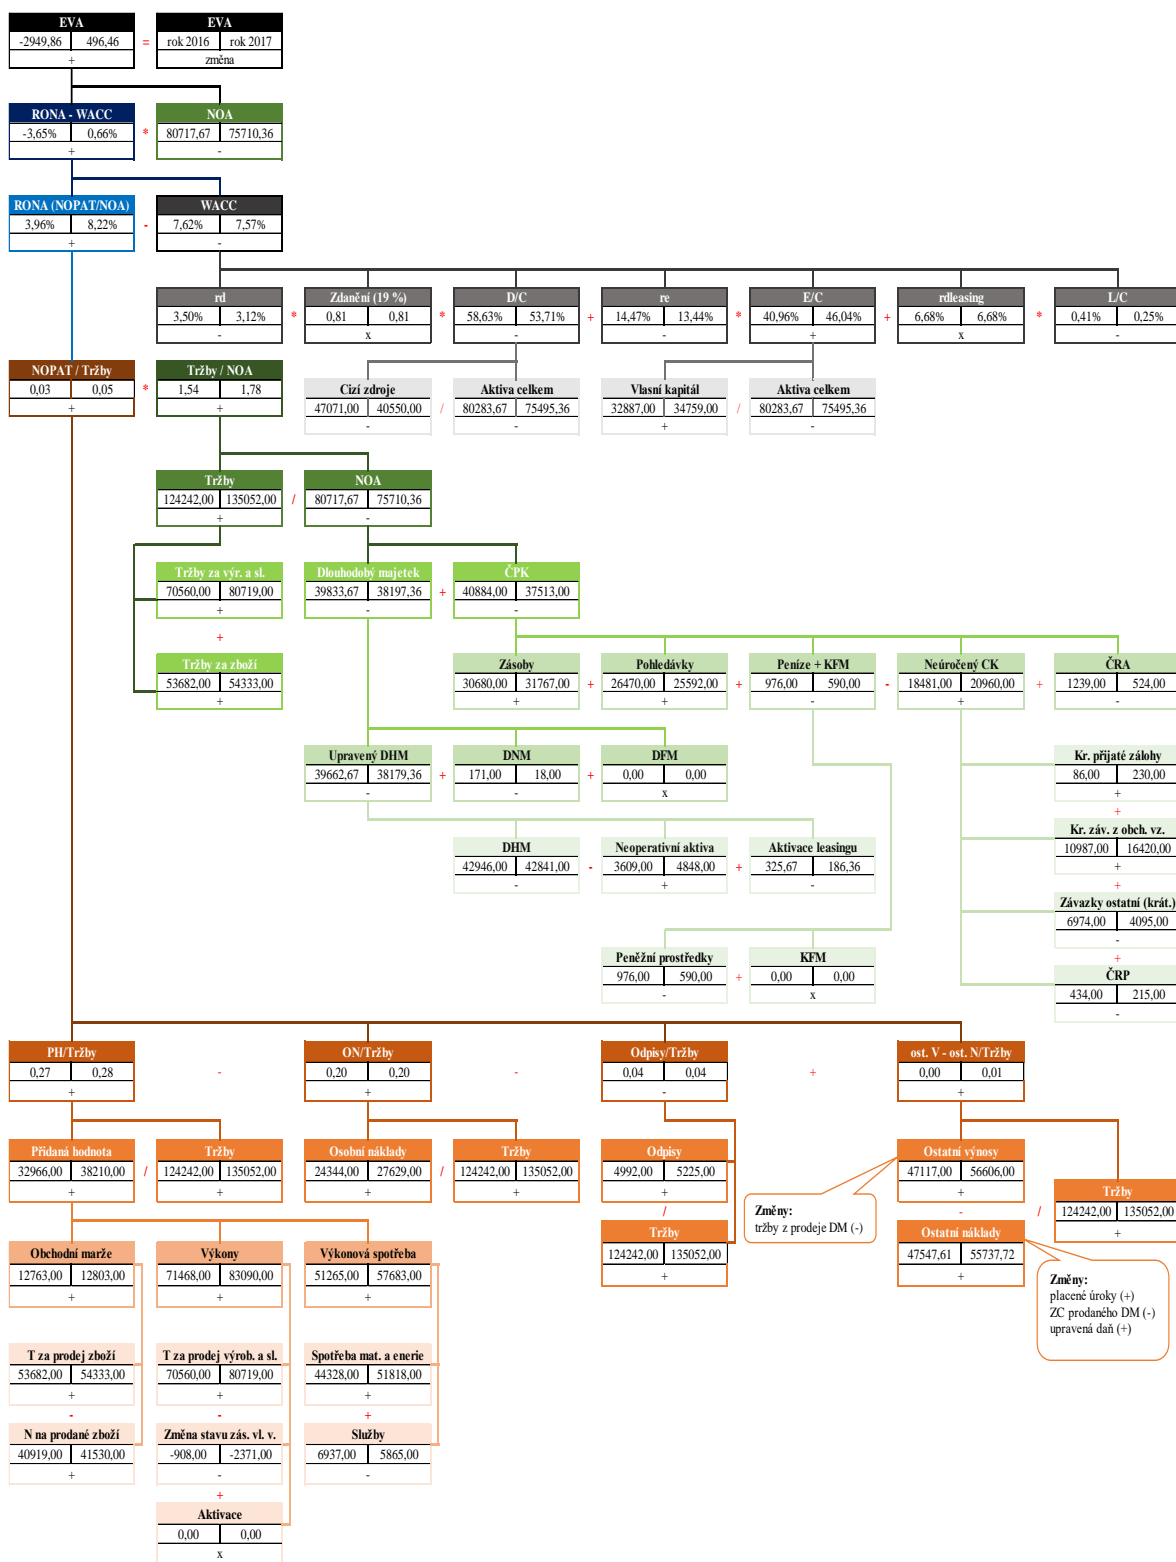 EVA EVA
-2949,86 496,46 = rok 2016 rok 2017
+ změna
RONA - WACC NOA
-3,65% 0,66% * 80717,67 75710,36
+ -
RONA (NOPAT/NOA) WACC
3,96% 8,22% - 7,62% 7,57%
+ -
rd Zdanění (19 %) D/C re E/C rdleasing L/C
3,50% 3,12% * 0,81 0,81 * 58,63% 53,71% + 14,47% 13,44% * 40,96% 46,04% + 6,68% 6,68% * 0,41% 0,25%
- x - - + x -
NOPAT / Tržby Tržby / NOA
0,03 0,05 * 1,54 1,78
+ +
Cizí zdroje Aktiva celkem Vlasní kapitál Aktiva celkem
47071,00 40550,00 / 80283,67 75495,36 32887,00 34759,00 / 80283,67 75495,36
- - + -
Tržby NOA
124242,00 135052,00 / 80717,67 75710,36
+ -
Tržby za výr. a sl. Dlouhodobý majetek ČPK
70560,00 80719,00 39833,67 38197,36 + 40884,00 37513,00
+ - -
+
Tržby za zboží Zásoby Pohledávky Peníze + KFM Neúročený CK ČRA
53682,00 54333,00 30680,00 31767,00 + 26470,00 25592,00 + 976,00 590,00 - 18481,00 20960,00 + 1239,00 524,00
+ + + - + -
Upravený DHM DNM DFM Kr. přijaté zálohy
39662,67 38179,36 + 171,00 18,00 + 0,00 0,00 86,00 230,00
- - x +
+
DHM Neoperativní aktiva Aktivace leasingu Kr. záv. z obch. vz.
42946,00 42841,00 - 3609,00 4848,00 + 325,67 186,36 10987,00 16420,00
- + - +
+
Závazky ostatní (krát.)
6974,00 4095,00
-
+
Peněžní prostředky KFM ČRP
976,00 590,00 + 0,00 0,00 434,00 215,00
- x -
PH/Tržby ON/Tržby Odpisy/Tržby ost. V - ost. N/Tržby
0,27 0,28 - 0,20 0,20 - 0,04 0,04 + 0,00 0,01
+ + - +
Přidaná hodnota Tržby Osobní náklady Tržby Odpisy Ostatní výnosy
32966,00 38210,00 / 124242,00 135052,00 24344,00 27629,00 / 124242,00 135052,00 4992,00 5225,00 47117,00 56606,00
+ + + + + +
Tržby
Změny:
tržby z prodeje DM (-)
/ - / 124242,00 135052,00
+
Tržby Ostatní náklady
124242,00 135052,00 47547,61 55737,72
+ +
Změny:
placené úroky (+)
ZC prodaného DM (-)
upravená daň (+)
Obchodní marže Výkony Výkonová spotřeba
12763,00 12803,00 71468,00 83090,00 51265,00 57683,00
+ + +
T za prodej zboží T za prodej výrob. a sl. Spotřeba mat. a enerie
53682,00 54333,00 70560,00 80719,00 44328,00 51818,00
+ + +
- - +
N na prodané zboží Změna stavu zás. vl. v. Služby
40919,00 41530,00 -908,00 -2371,00 6937,00 5865,00
+ - -
+
Aktivace
0,00 0,00
x